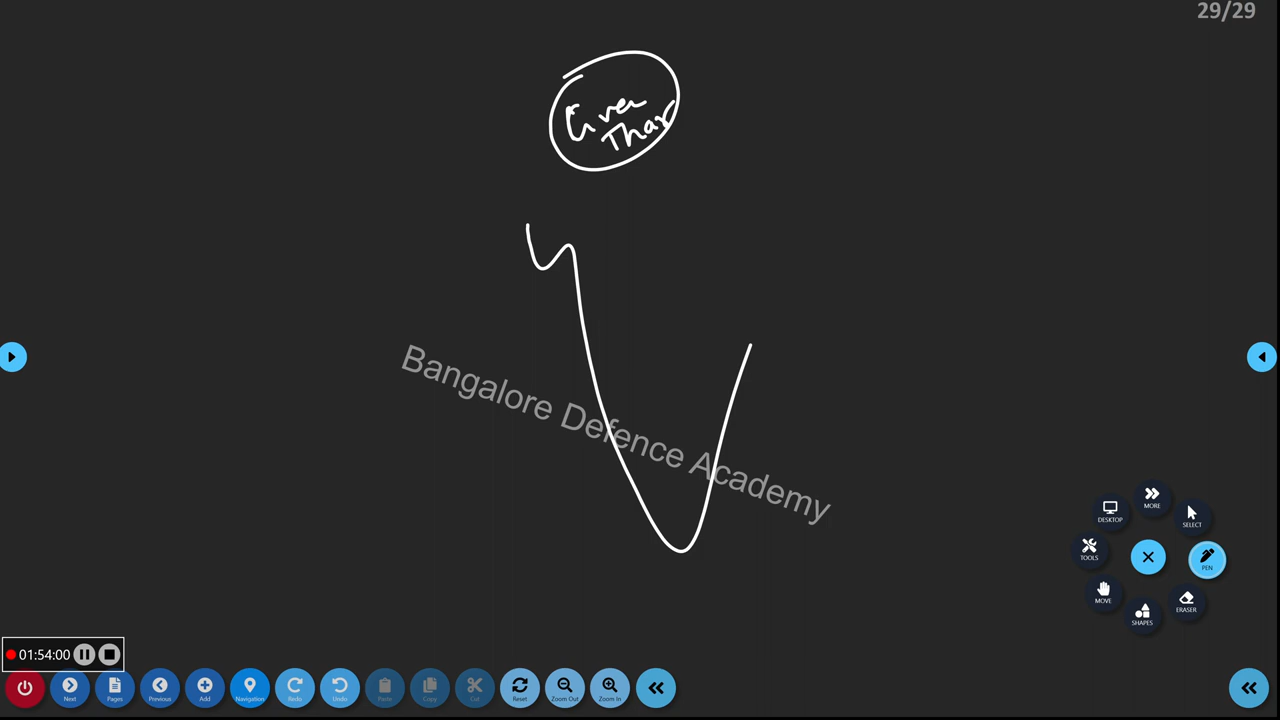 29/29
Thar
Bangalore Defence Academy
MORE
DESKTOP
SELECT
TOOLS
PEN
MOVE
ERASER
SHAPES
01:54:00
Next
Pages
Previous
Add
Navigation
Redo
Undo
Paste
Copy
Cut
Reset
Zoom Out
Zoom In